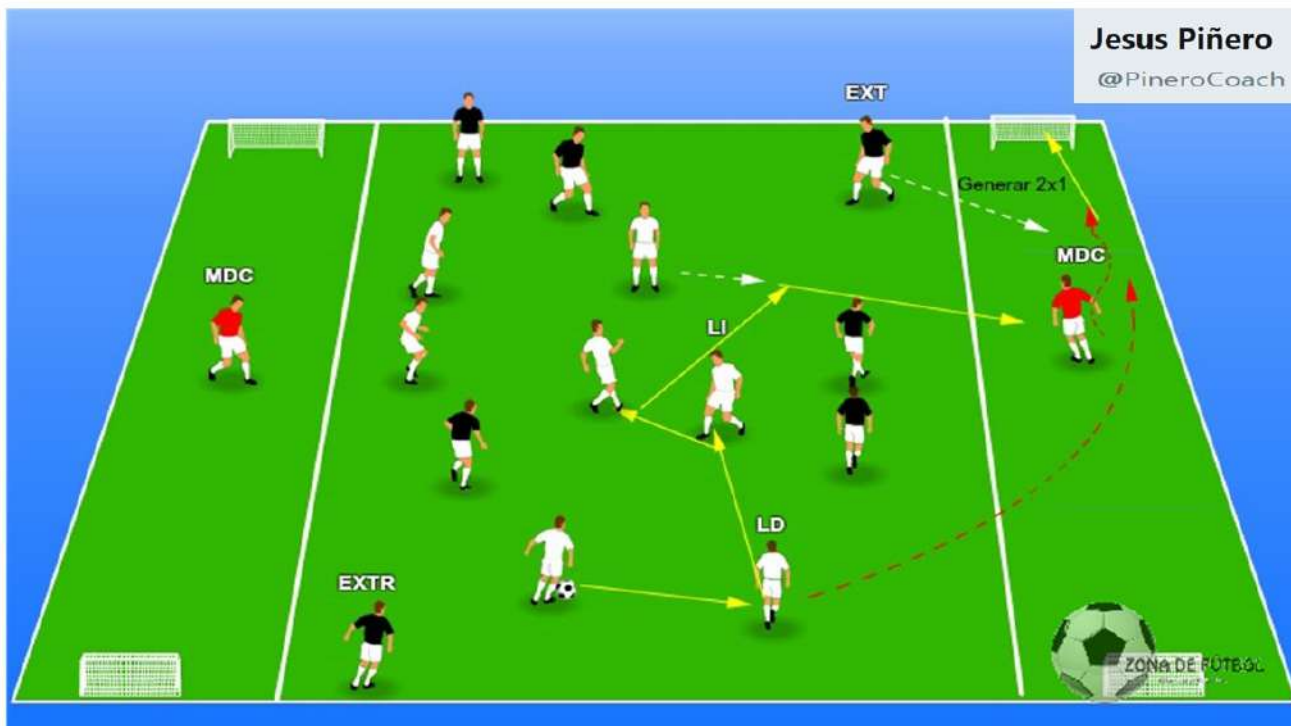 Jesus Piñero
@PineroCoach
EXT
Generar 2x1
MDC
MDC
LI
LD
EXTR
ZONA DE FÚTBOL